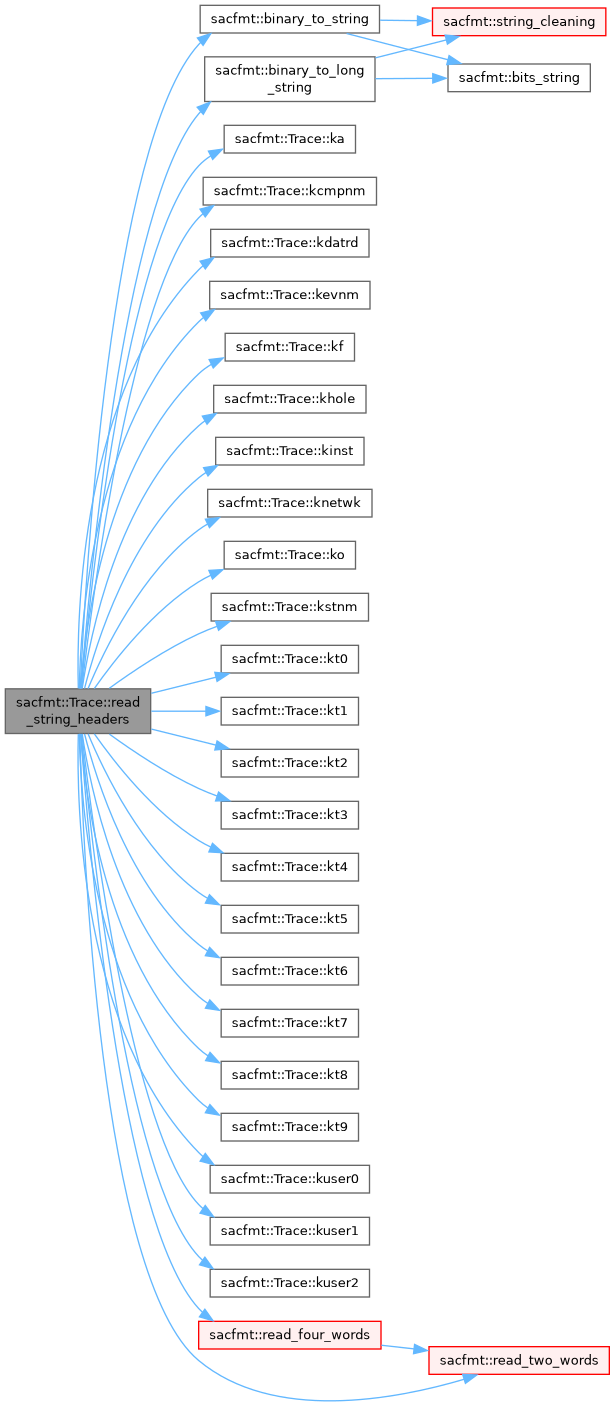 sacfmt::binary_to_string
sacfmt::string_cleaning
sacfmt::binary_to_long
_string
sacfmt::bits_string
sacfmt::Trace::ka
sacfmt::Trace::kcmpnm
sacfmt::Trace::kdatrd
sacfmt::Trace::kevnm
sacfmt::Trace::kf
sacfmt::Trace::khole
sacfmt::Trace::kinst
sacfmt::Trace::knetwk
sacfmt::Trace::ko
sacfmt::Trace::kstnm
sacfmt::Trace::kt0
sacfmt::Trace::read
_string_headers
sacfmt::Trace::kt1
sacfmt::Trace::kt2
sacfmt::Trace::kt3
sacfmt::Trace::kt4
sacfmt::Trace::kt5
sacfmt::Trace::kt6
sacfmt::Trace::kt7
sacfmt::Trace::kt8
sacfmt::Trace::kt9
sacfmt::Trace::kuser0
sacfmt::Trace::kuser1
sacfmt::Trace::kuser2
sacfmt::read_four_words
sacfmt::read_two_words